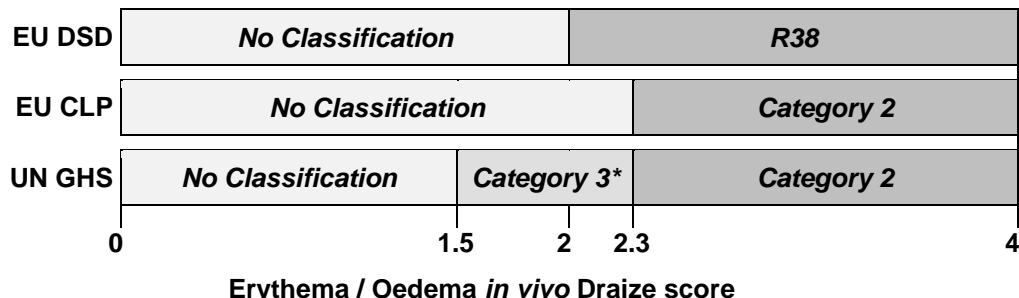 EU DSD No Classification R38
EU CLP No Classification Category 2
UN GHS No Classification Category 3* Category 2
0 1.5 2 2.3 4
Erythema / Oedema in vivo Draize score